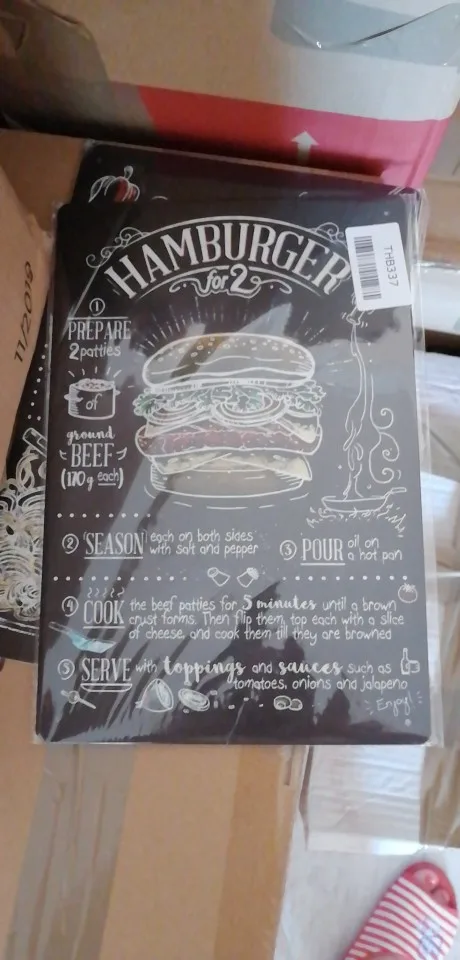 HAMBURGER
for 2
THB337
11/2019
1
PREPARE
2 patties
of
ground
BEEF
(170 g each)
2 SEASON each on both sides
with salt and pepper
3 POUR oil on
a hot pan
4 COOK the beef patties for 5 minutes until a brown
crust forms. Then flip them, top each with a slice
of cheese, and cook them till they are browned
5 SERVE with toppings and sauces such as
tomatoes, onions and jalapeno
Enjoy!